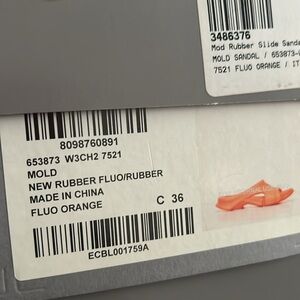 3486376
Mod Rubber Slide Sanda
MOLD SANDAL / 653873-
7521 FLUO ORANGE / IT
8098760891
653873 W3CH2 7521
MOLD
NEW RUBBER FLUO/RUBBER
MADE IN CHINA
FLUO ORANGE
C 36
ECBL001759A